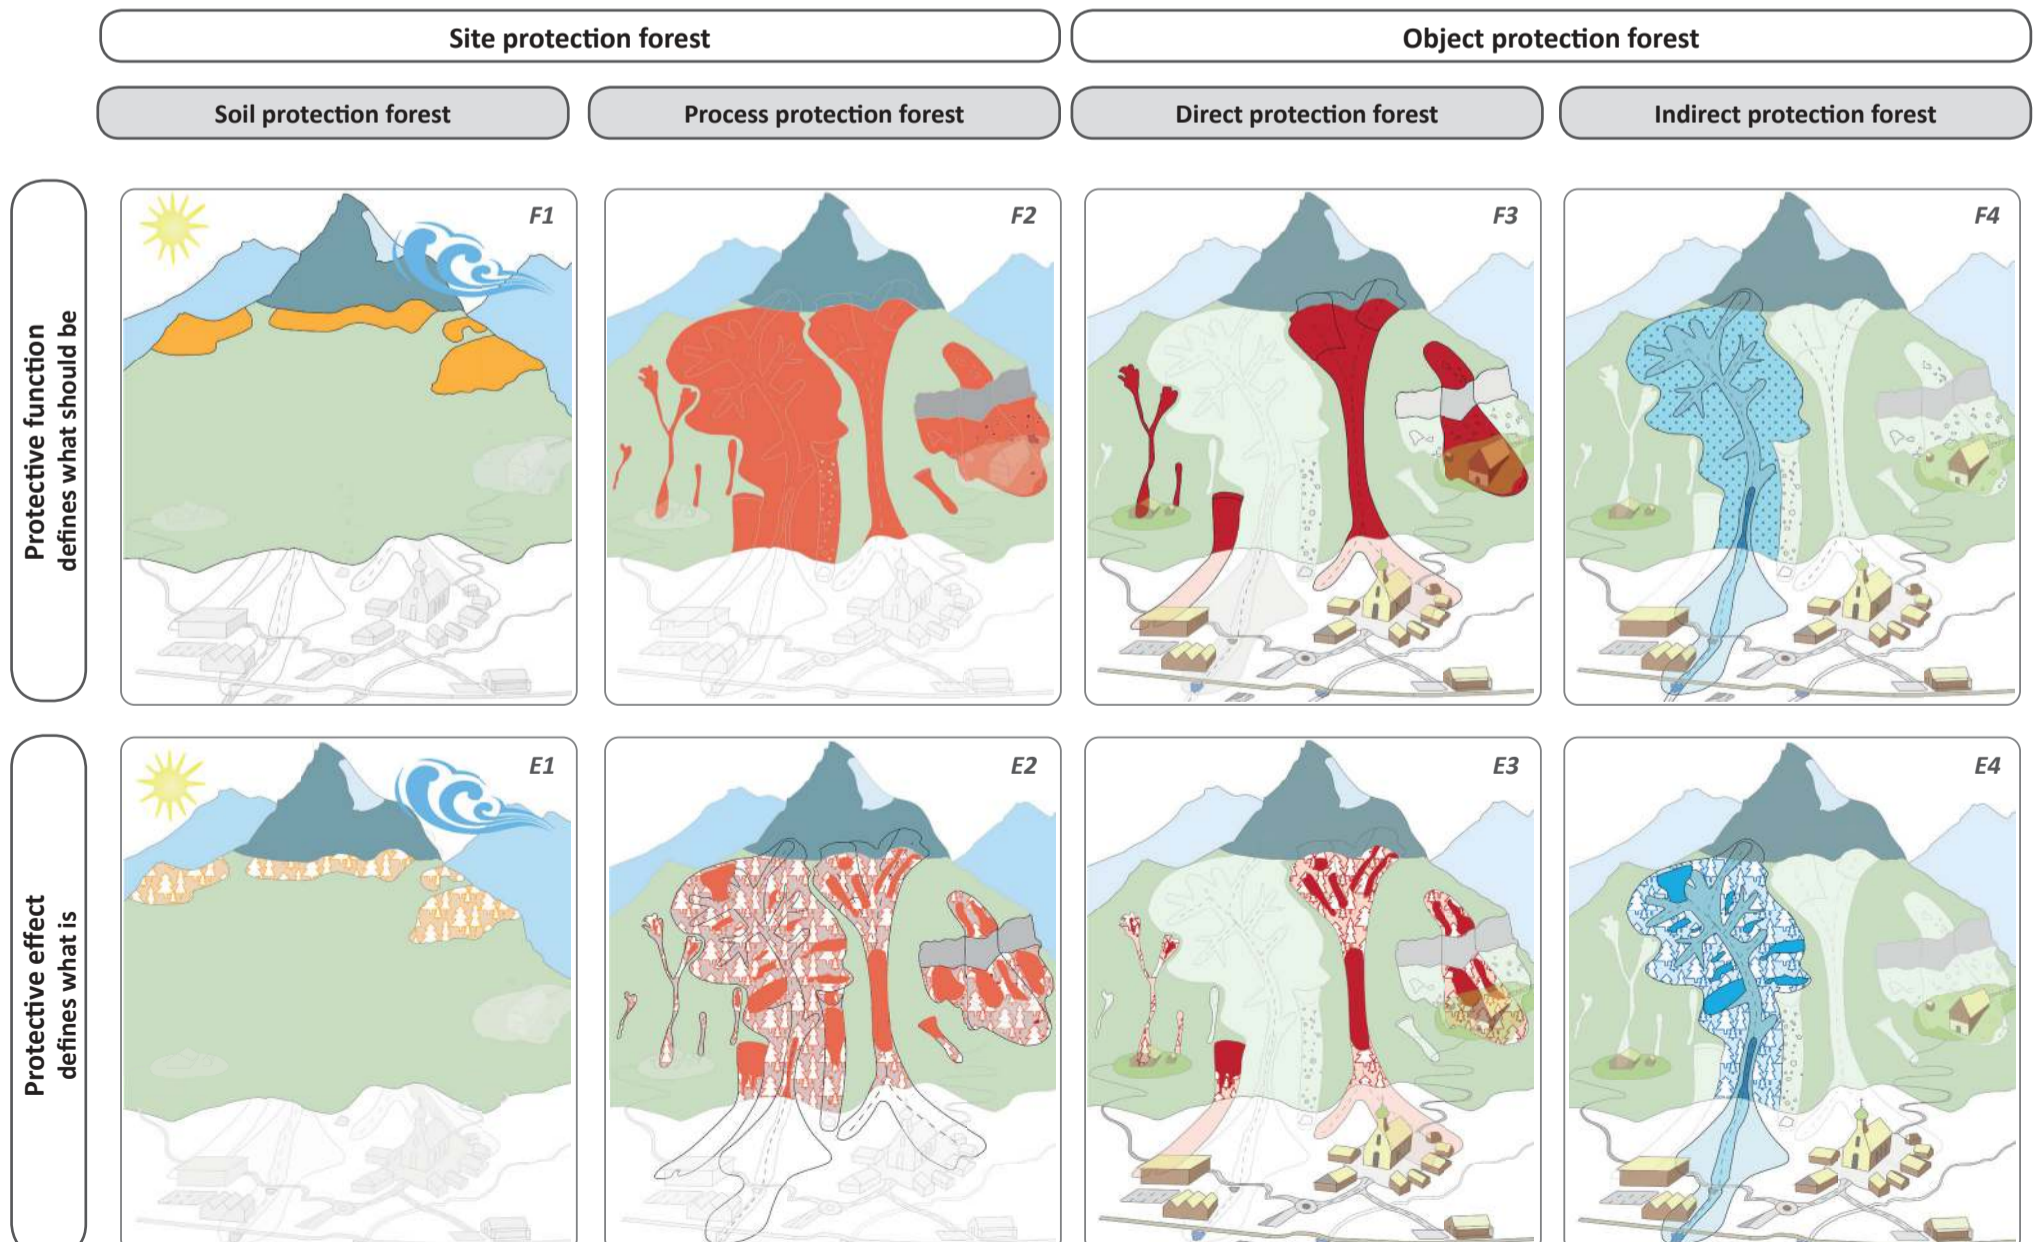 Site protection forest
Object protection forest
Soil protection forest
Process protection forest
Direct protection forest
Indirect protection forest
Protective function
defines what should be
F1
F2
F3
F4
Protective effect
defines what is
E1
E2
E3
E4